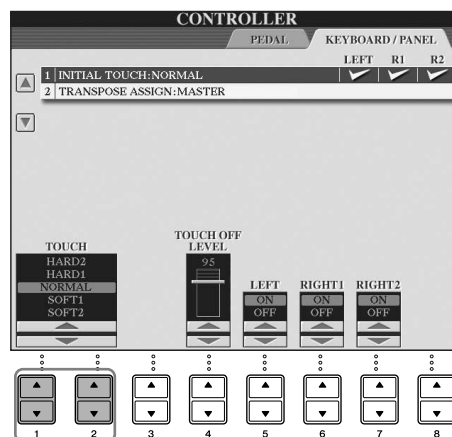 CONTROLLER
PEDAL KEYBOARD / PANEL
LEFT R1 R2
1 INITIAL TOUCH:NORMAL
2 TRANSPOSE ASSIGN:MASTER
TOUCH
HARD2
HARD1
NORMAL
SOFT1
SOFT2
TOUCH OFF
LEVEL
95
LEFT
ON
OFF
RIGHT1
ON
OFF
RIGHT2
ON
OFF
1 2 3 4 5 6 7 8